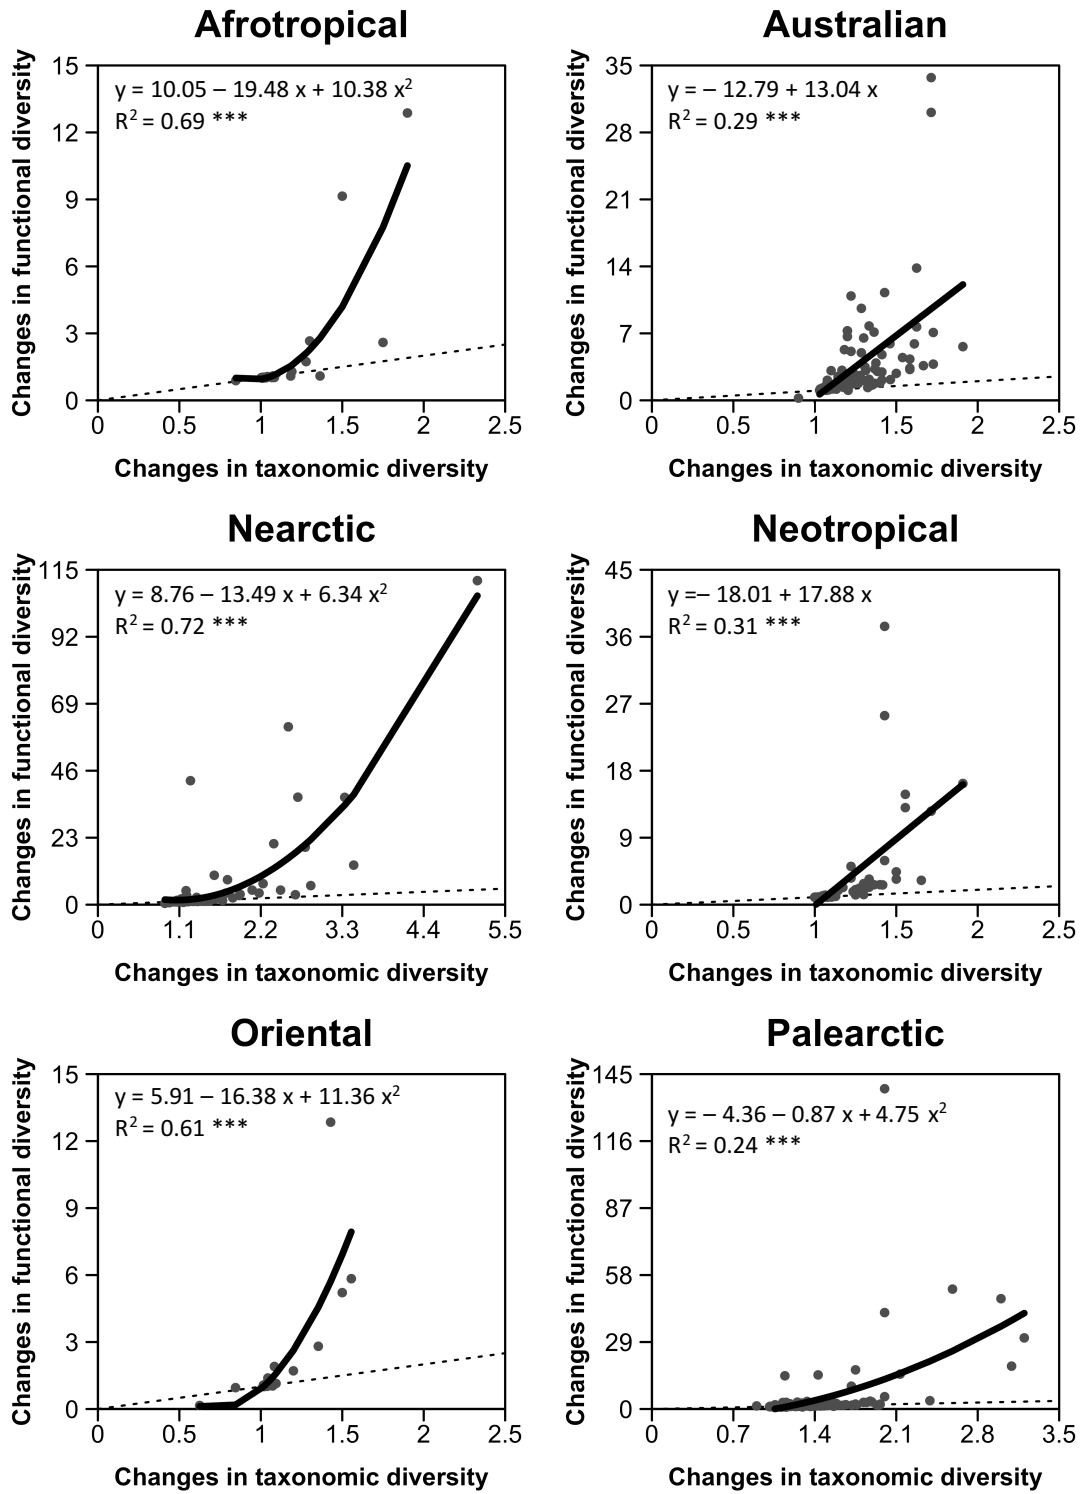 Afrotropical
Changes in functional diversity
15
12
9
6
3
0
y = 10.05 – 19.48 x + 10.38 x²
R² = 0.69 ***
0 0.5 1 1.5 2 2.5
Changes in taxonomic diversity
Australian
Changes in functional diversity
35
28
21
14
7
0
y = – 12.79 + 13.04 x
R² = 0.29 ***
0 0.5 1 1.5 2 2.5
Changes in taxonomic diversity
Nearctic
Changes in functional diversity
115
92
69
46
23
0
y = 8.76 – 13.49 x + 6.34 x²
R² = 0.72 ***
0 1.1 2.2 3.3 4.4 5.5
Changes in taxonomic diversity
Neotropical
Changes in functional diversity
45
36
27
18
9
0
y =– 18.01 + 17.88 x
R² = 0.31 ***
0 0.5 1 1.5 2 2.5
Changes in taxonomic diversity
Oriental
Changes in functional diversity
15
12
9
6
3
0
y = 5.91 – 16.38 x + 11.36 x²
R² = 0.61 ***
0 0.5 1 1.5 2 2.5
Changes in taxonomic diversity
Palearctic
Changes in functional diversity
145
116
87
58
29
0
y = – 4.36 – 0.87 x + 4.75 x²
R² = 0.24 ***
0 0.7 1.4 2.1 2.8 3.5
Changes in taxonomic diversity